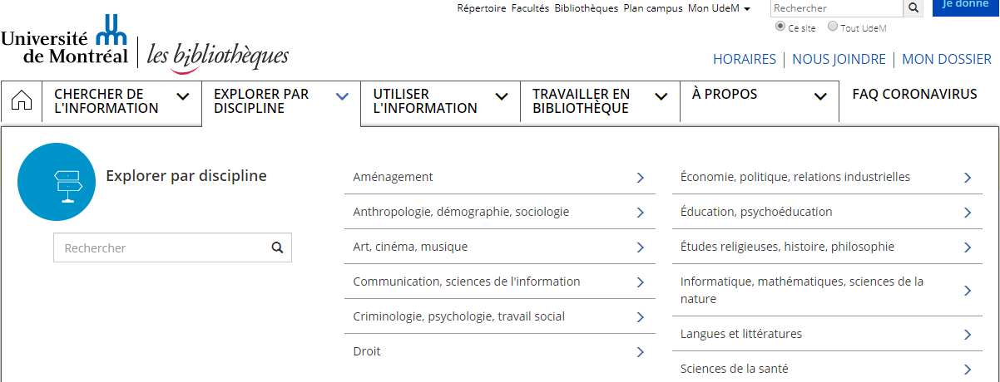 Répertoire Facultés Bibliothèques Plan campus Mon UdeM
Rechercher
Je donne
Ce site Tout UdeM
Université
de Montréal
les bibliothèques
HORAIRES NOUS JOINDRE MON DOSSIER
CHERCHER DE
L'INFORMATION
EXPLORER PAR
DISCIPLINE
UTILISER
L'INFORMATION
TRAVAILLER EN
BIBLIOTHÈQUE
À PROPOS
FAQ CORONAVIRUS
Explorer par discipline
Rechercher
Aménagement
Anthropologie, démographie, sociologie
Art, cinéma, musique
Communication, sciences de l'information
Criminologie, psychologie, travail social
Droit
Économie, politique, relations industrielles
Éducation, psychoéducation
Études religieuses, histoire, philosophie
Informatique, mathématiques, sciences de la
nature
Langues et littératures
Sciences de la santé